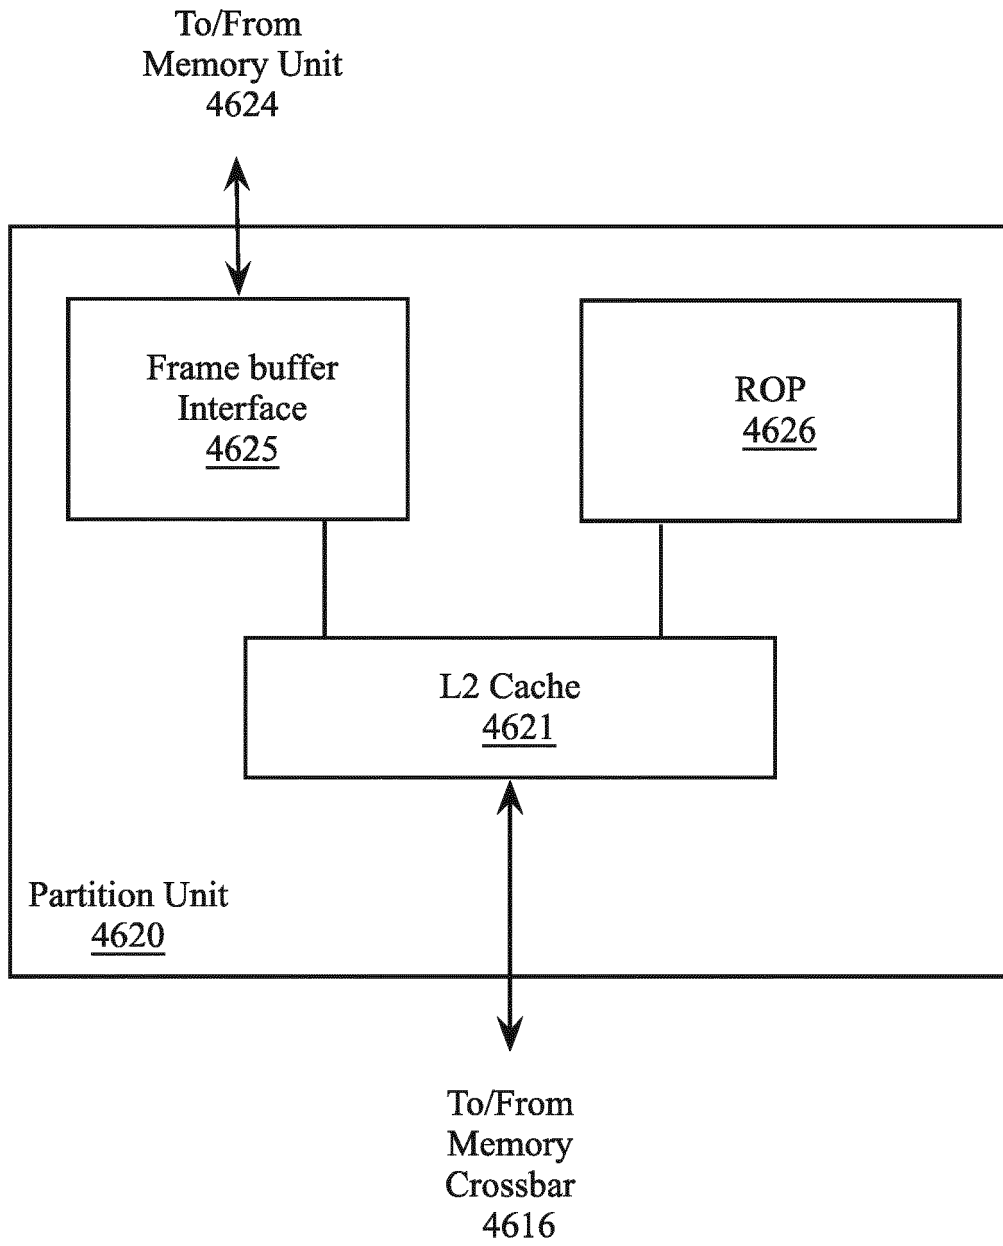 To/From
Memory Unit
4624
Frame buffer
Interface
4625
ROP
4626
L2 Cache
4621
Partition Unit
4620
To/From
Memory
Crossbar
4616